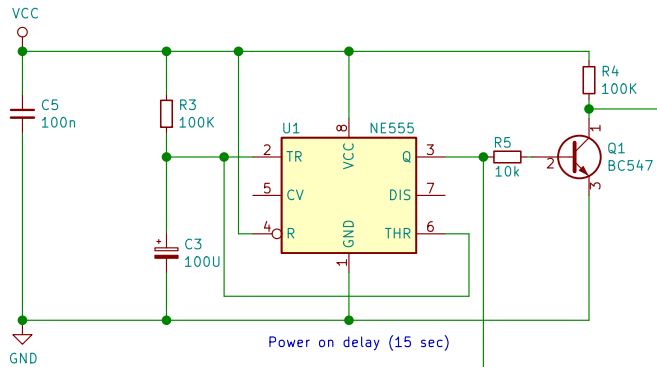 VCC
C5
100n
R3
100K
C3
100U
GND
U1
NE555
8
VCC
2
TR
5
CV
4
R
3
Q
7
DIS
6
THR
GND
1
R5
10k
R4
100K
1
2
3
Q1
BC547
Power on delay (15 sec)